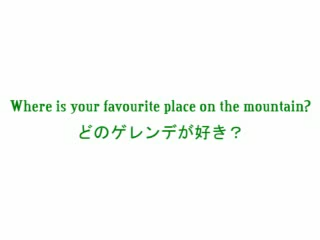 Where is your favourite place on the mountain?
どのゲレンデが好き？